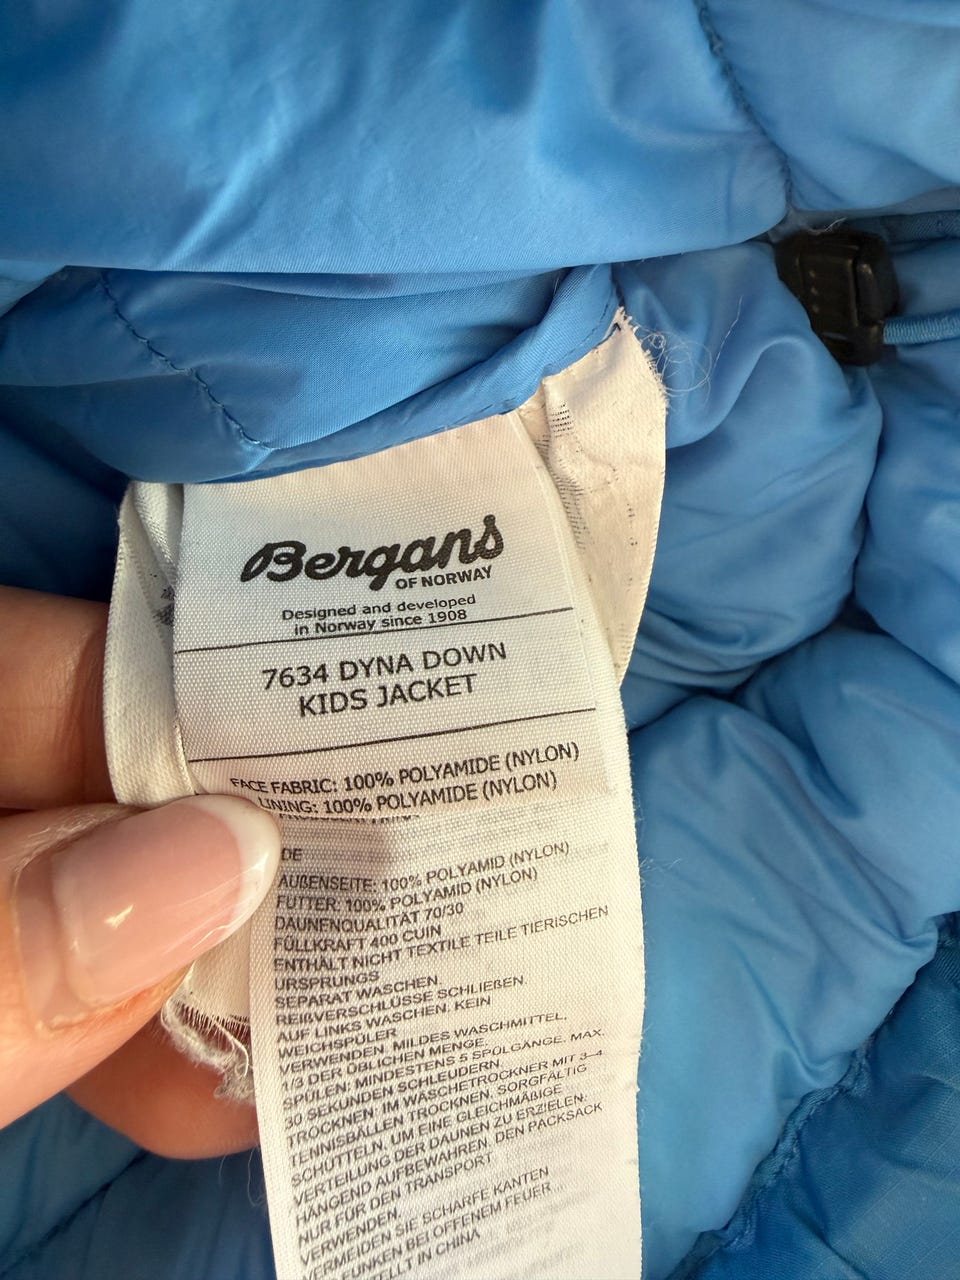 Bergans
OF NORWAY
Designed and developed
in Norway since 1908
7634 DYNA DOWN
KIDS JACKET
FACE FABRIC: 100% POLYAMIDE (NYLON)
LINING: 100% POLYAMIDE (NYLON)
DE
AUßENSEITE: 100% POLYAMID (NYLON)
FUTTER: 100% POLYAMID (NYLON)
DAUNENQUALITÄT 70/30
FÜLLKRAFT 400 CUIN
ENTHÄLT NICHT TEXTILE TEILE TIERISCHEN
URSPRUNGS
SEPARAT WASCHEN.
REIßVERSCHLÜSSE SCHLIEßEN.
AUF LINKS WASCHEN. KEIN
WEICHSPÜLER
VERWENDEN. MILDES WASCHMITTEL,
1/3 DER ÜBLICHEN MENGE.
SPÜLEN: MINDESTENS 5 SPÜLGÄNGE. MAX.
30 SEKUNDEN SCHLEUDERN.
TROCKNEN: IM WÄSCHETROCKNER MIT 3–4
TENNISBÄLLEN TROCKNEN. SORGFÄLTIG
SCHÜTTELN, UM EINE GLEICHMÄßIGE
VERTEILUNG DER DAUNEN ZU ERZIELEN.
HÄNGEND AUFBEWAHREN. DEN PACKSACK
NUR FÜR DEN TRANSPORT
VERWENDEN.
VERMEIDEN SIE SCHARFE KANTEN
FUNKEN BEI OFFENEM FEUER
TELLT IN CHINA